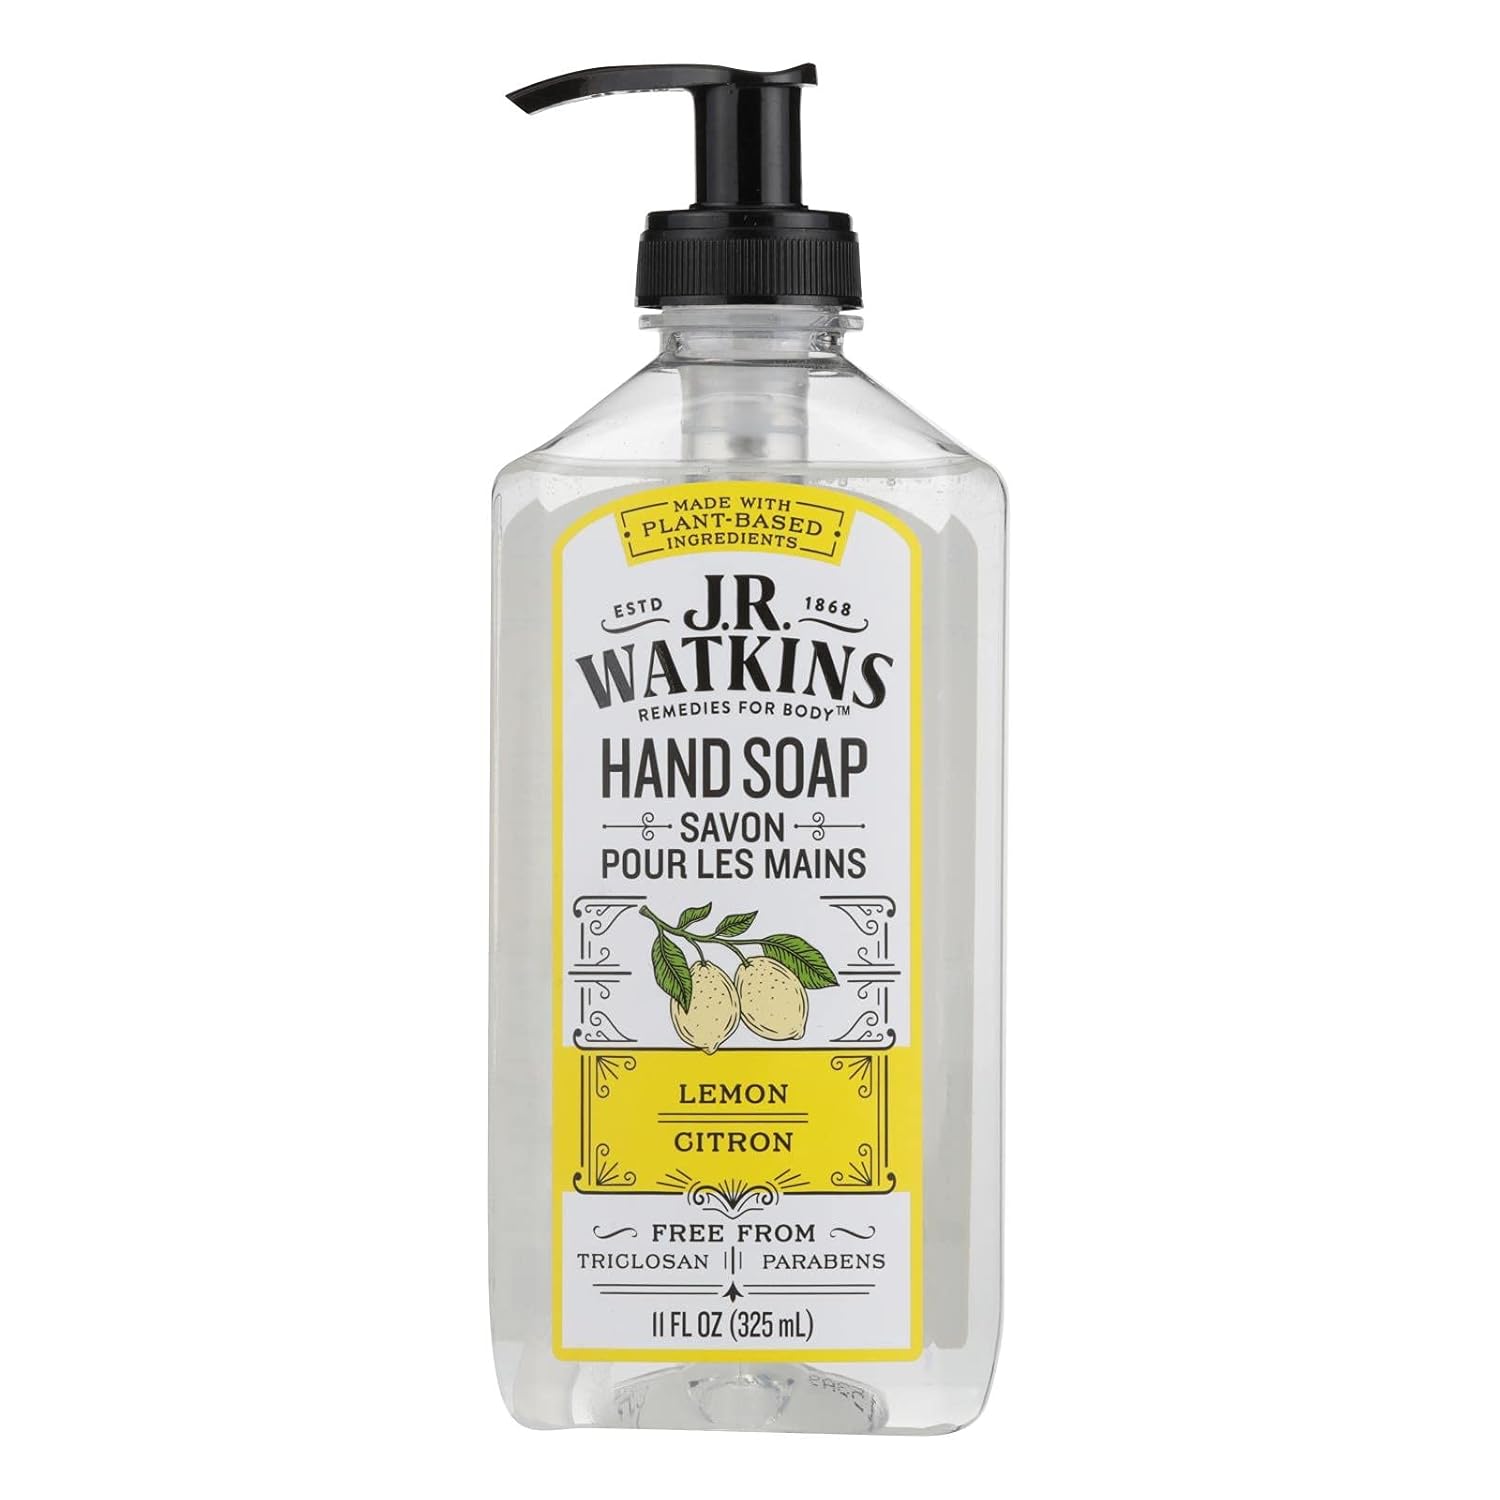 MADE WITH
PLANT-BASED
INGREDIENTS
ESTD J.R. 1868
WATKINS
REMEDIES FOR BODY™
HAND SOAP
SAVON
POUR LES MAINS
LEMON
CITRON
FREE FROM
TRICLOSAN ||| PARABENS
11 FL OZ (325 mL)